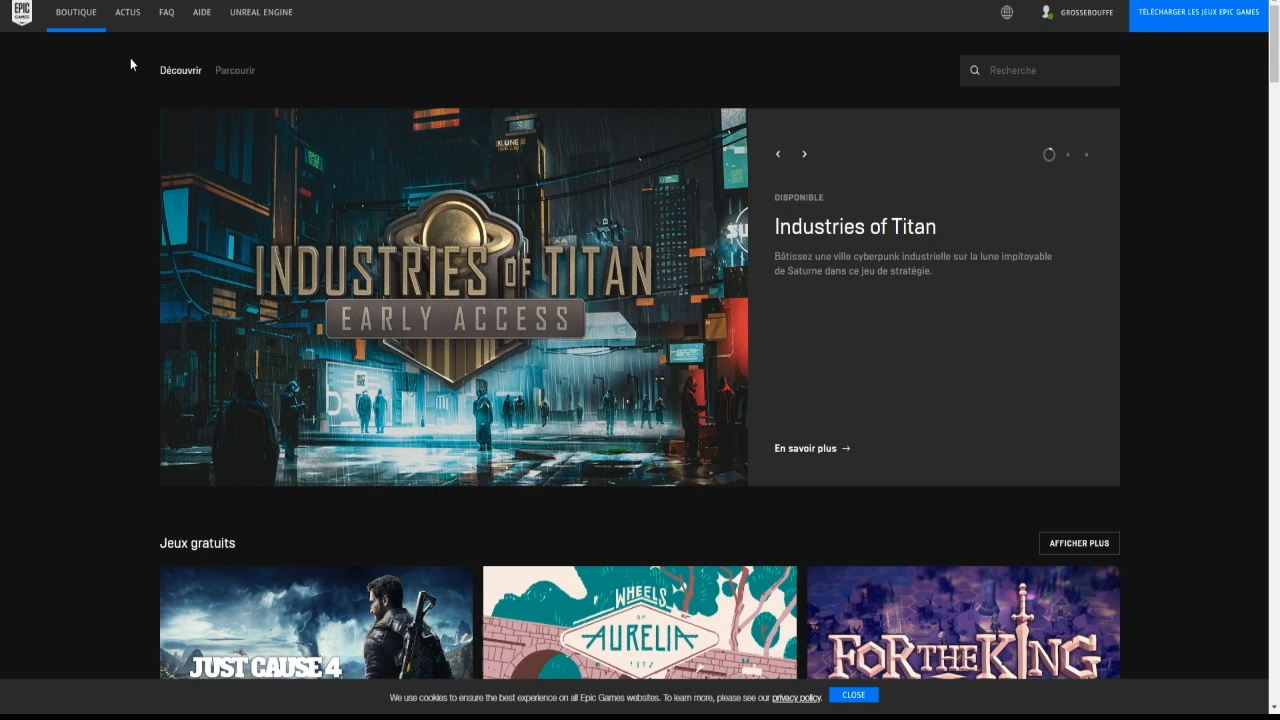 EPIC
GAMES
BOUTIQUE ACTUS FAQ AIDE UNREAL ENGINE
GROSSEBOUFFE
TÉLÉCHARGER LES JEUX EPIC GAMES
Découvrir Parcourir
Recherche
KLUNE
INDUSTRIES OF TITAN
EARLY ACCESS
DISPONIBLE
Industries of Titan
Bâtissez une ville cyberpunk industrielle sur la lune impitoyable
de Saturne dans ce jeu de stratégie.
En savoir plus →
Jeux gratuits
AFFICHER PLUS
JUST CAUSE 4
WHEELS
OF
AURELIA
1972
FOR THE KING
We use cookies to ensure the best experience on all Epic Games websites. To learn more, please see our privacy policy.
CLOSE